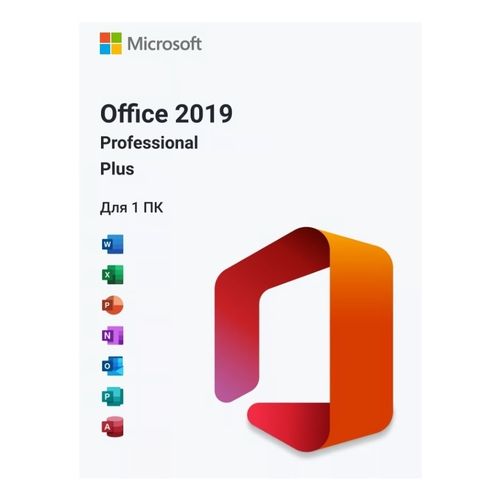 Microsoft
Office 2019
Professional
Plus
Для 1 ПК
W
X
P
N
O
P
A